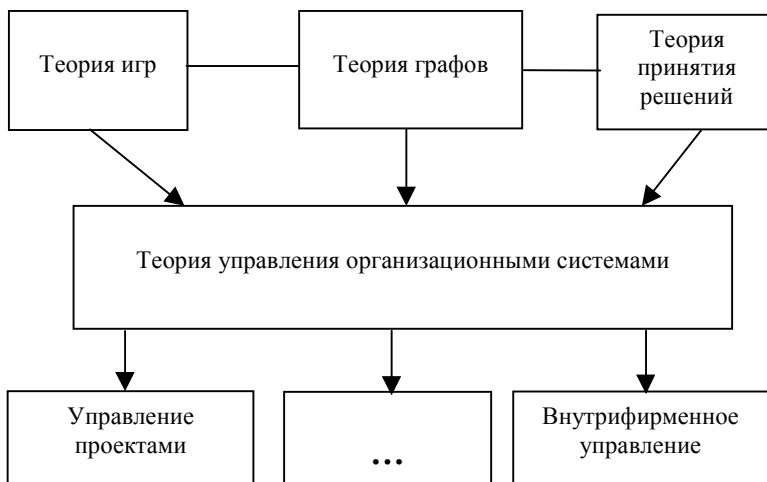 Теория игр
Теория графов
Теория
принятия
решений
Теория управления организационными системами
Управление
проектами
...
Внутрифирменное
управление